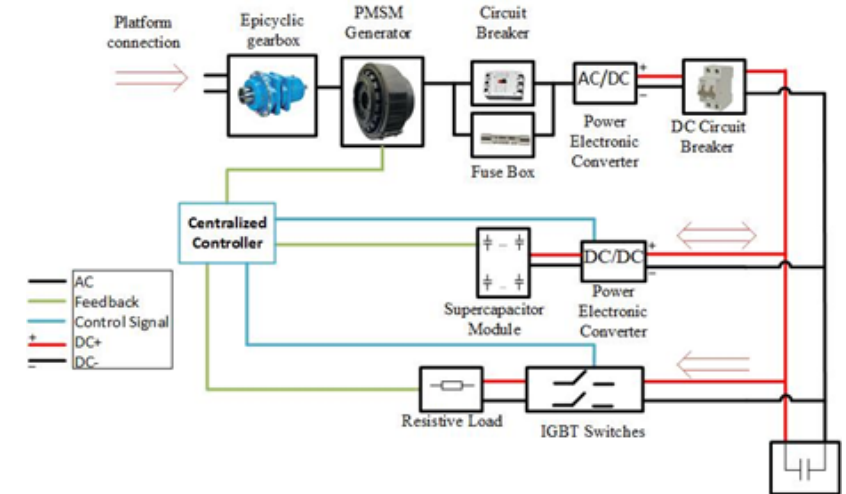 Platform
connection
Epicyclic
gearbox
PMSM
Generator
Circuit
Breaker
AC/DC
+
−
Fuse Box
Power
Electronic
Converter
DC Circuit
Breaker
Centralized
Controller
DC/DC
+
−
Supercapacitor
Module
Power
Electronic
Converter
AC
Feedback
Control Signal
+
DC+
−
DC-
Resistive Load
IGBT Switches